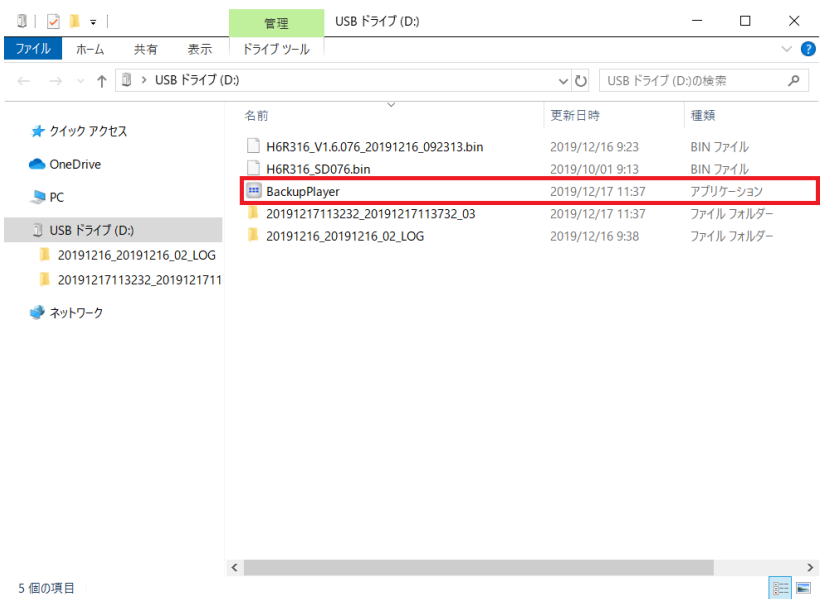 管理 USB ドライブ (D:)
ファイル ホーム 共有 表示 ドライブ ツール
USB ドライブ (D:) USB ドライブ (D:)の検索
クイック アクセス
OneDrive
PC
USB ドライブ (D:)
20191216_20191216_02_LOG
20191217113232_2019121711
ネットワーク
名前 更新日時 種類
H6R316_V1.6.076_20191216_092313.bin 2019/12/16 9:23 BIN ファイル
H6R316_SD076.bin 2019/10/01 9:13 BIN ファイル
BackupPlayer 2019/12/17 11:37 アプリケーション
20191217113232_20191217113732_03 2019/12/17 11:37 ファイル フォルダー
20191216_20191216_02_LOG 2019/12/16 9:38 ファイル フォルダー
5 個の項目